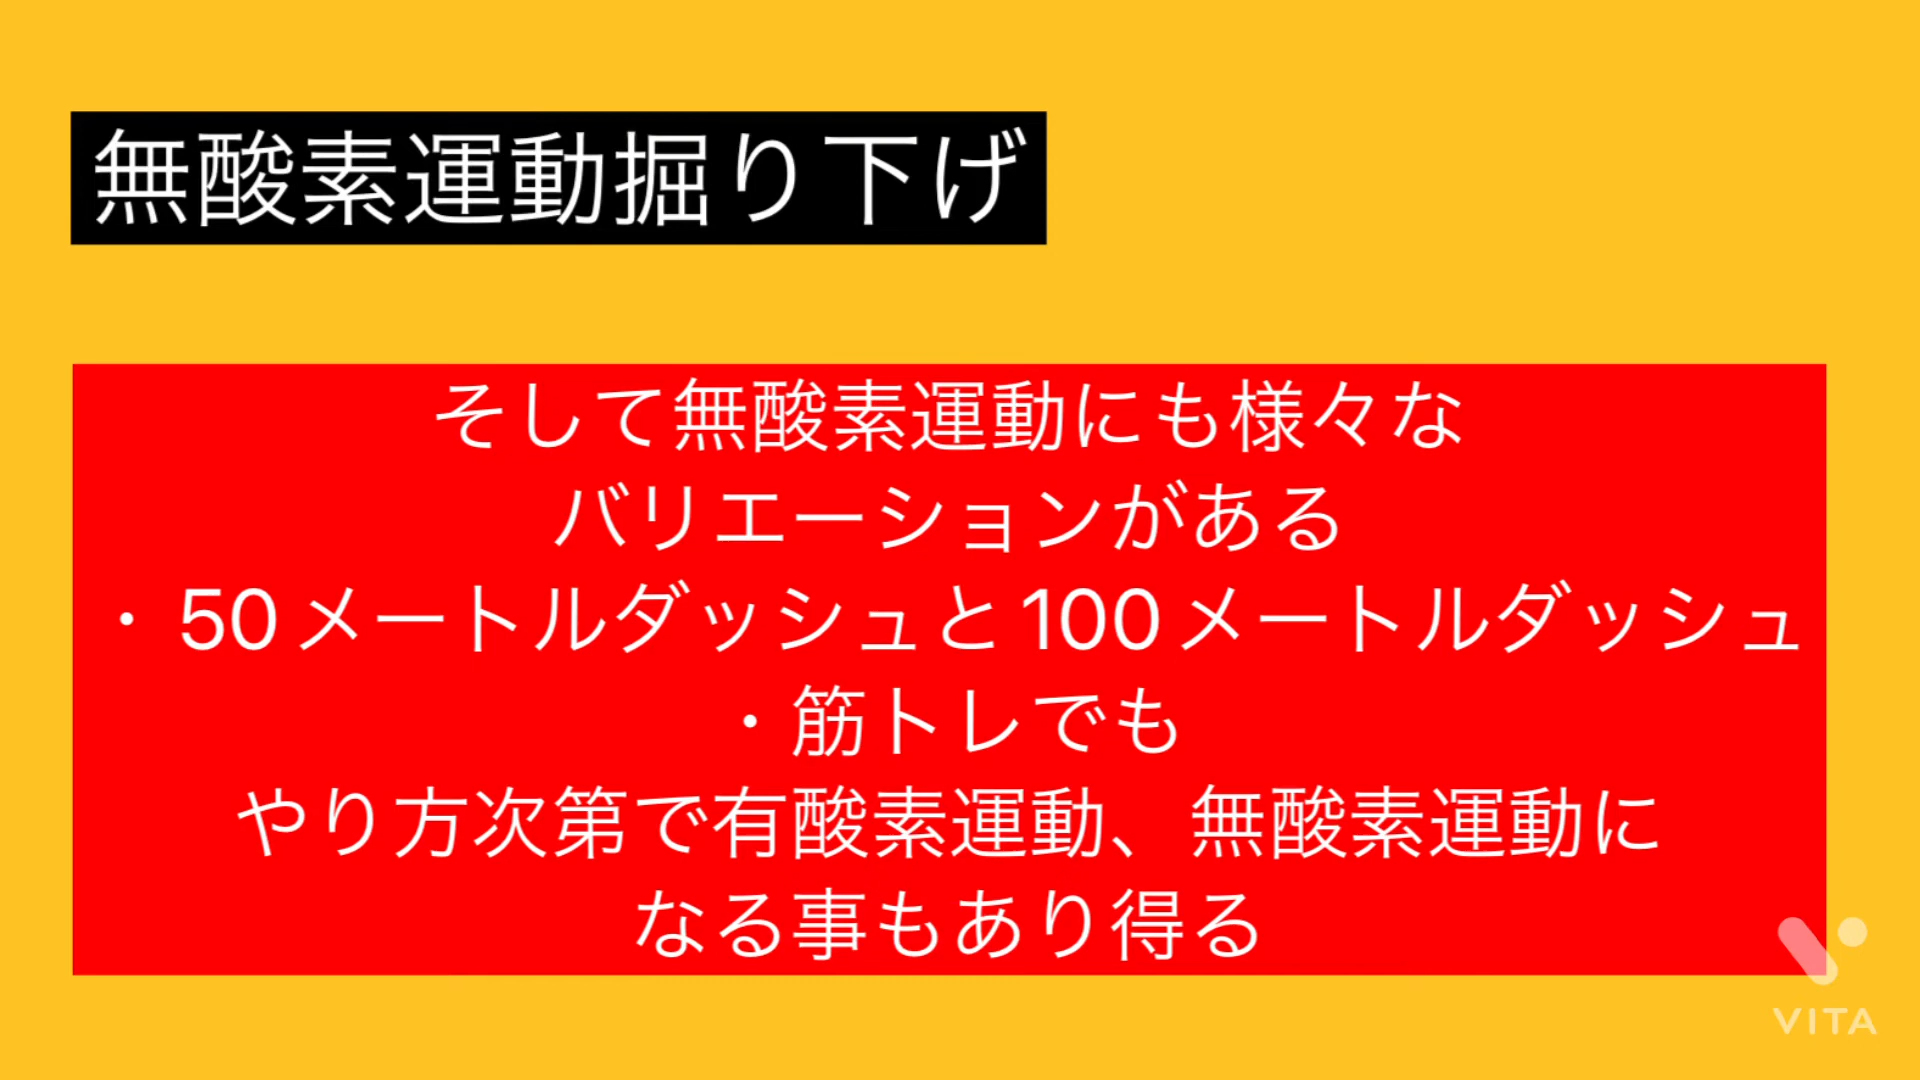 無酸素運動掘り下げ
そして無酸素運動にも様々な
バリエーションがある
・50メートルダッシュと100メートルダッシュ
・筋トレでも
やり方次第で有酸素運動、無酸素運動に
なる事もあり得る
VITA